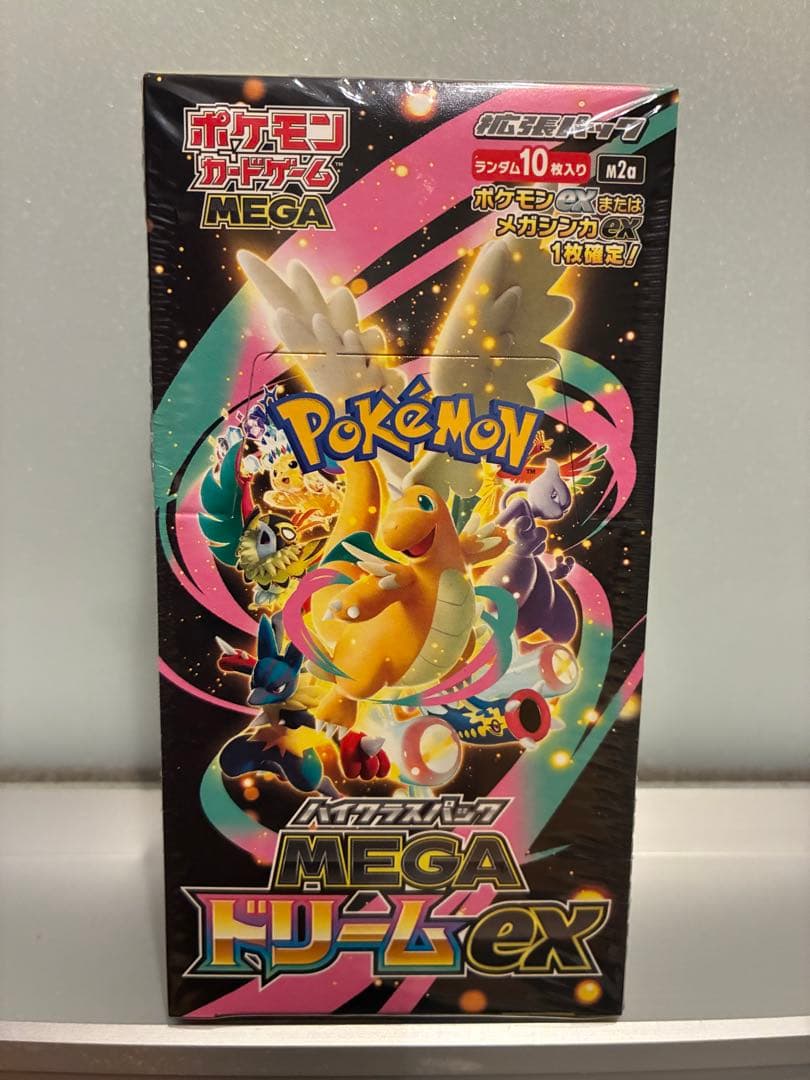 ポケモン
カードゲーム™
MEGA
拡張パック
ランダム10枚入り
M2a
ポケモンexまたは
メガシンカex
1枚確定!
POKÉMON™
ハイクラスパック
MEGA
ドリームex